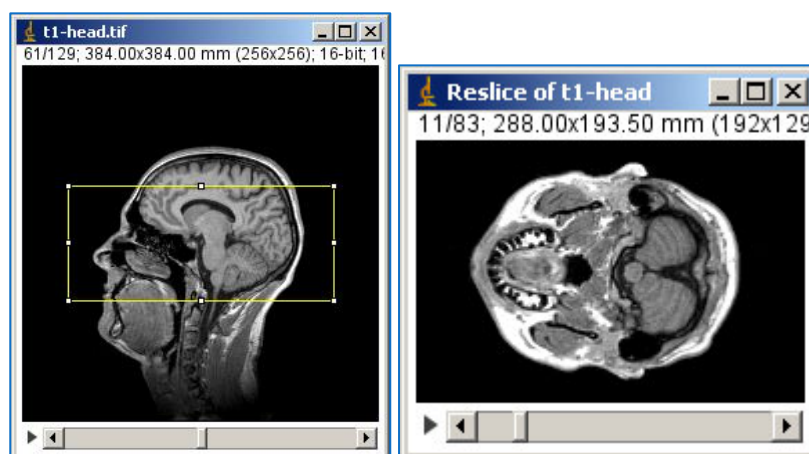 t1-head.tif
61/129; 384.00x384.00 mm (256x256); 16-bit; 16
Reslice of t1-head
11/83; 288.00x193.50 mm (192x129